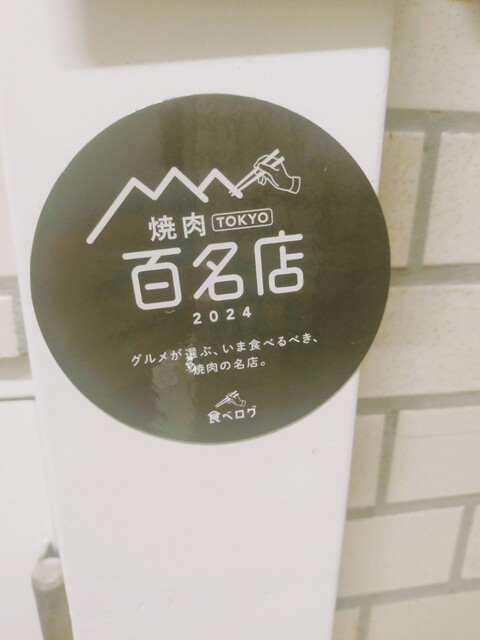 焼肉 TOKYO
百名店
2024
グルメが選ぶ、いま食べるべき、
焼肉の名店。
食べログ